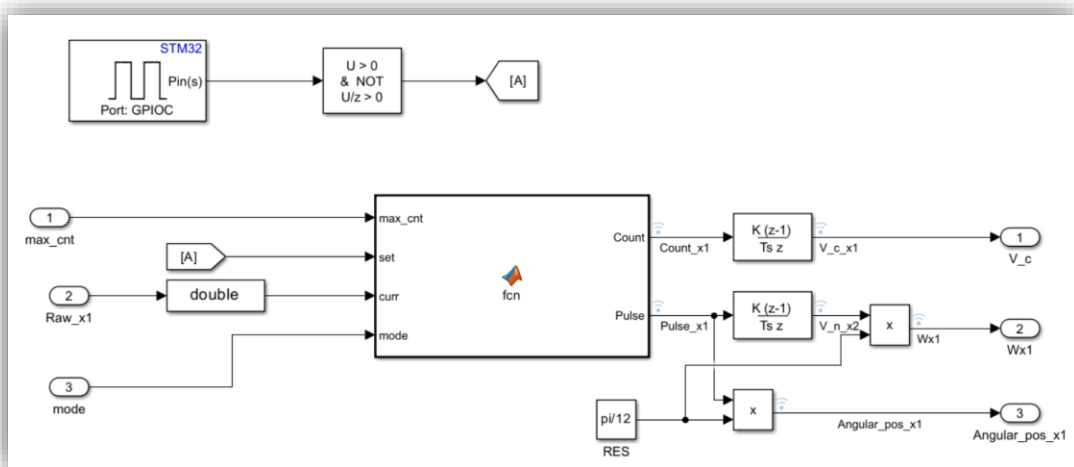 STM32
Pin(s)
Port: GPIOC
U > 0
& NOT
U/z > 0
[A]
1
max_cnt
[A]
2
Raw_x1
double
3
mode
max_cnt
set
curr
mode
fcn
Count
Pulse
Count_x1
K (z-1)
Ts z
V_c_x1
1
V_c
Pulse_x1
K (z-1)
Ts z
V_n_x2
x
Wx1
2
Wx1
pi/12
RES
x
Angular_pos_x1
3
Angular_pos_x1